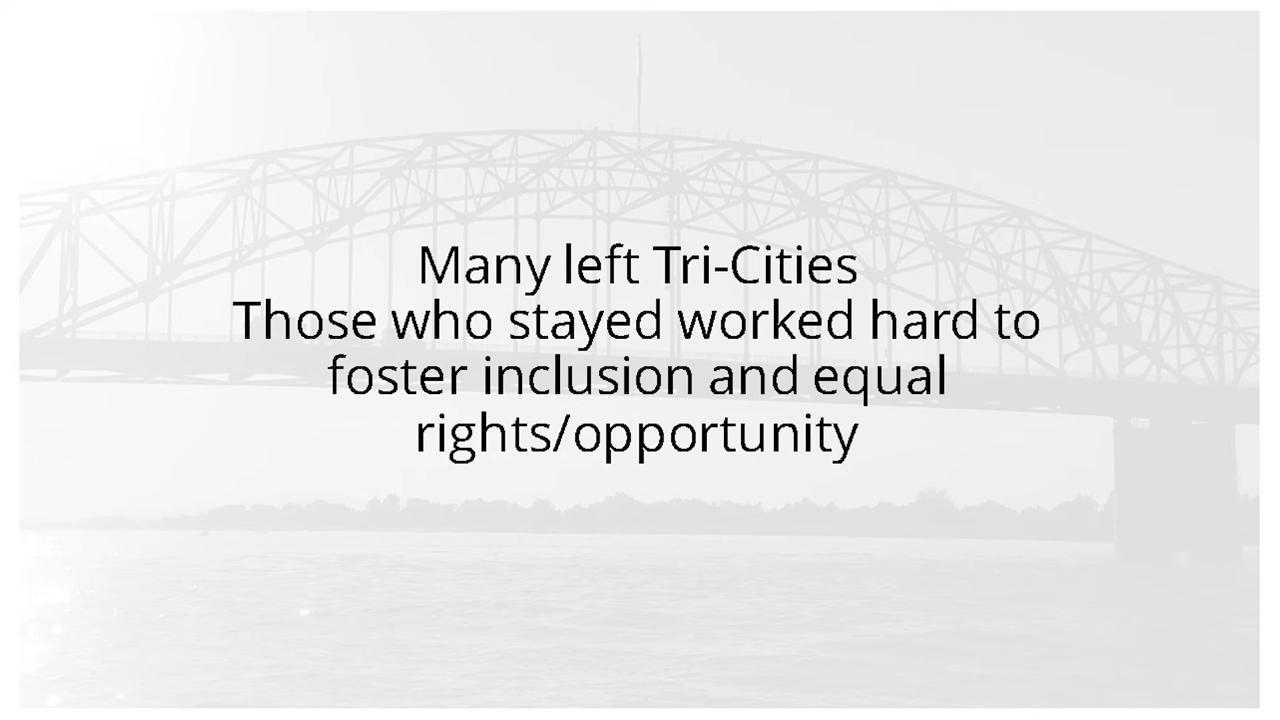 Many left Tri-Cities
Those who stayed worked hard to
foster inclusion and equal
rights/opportunity